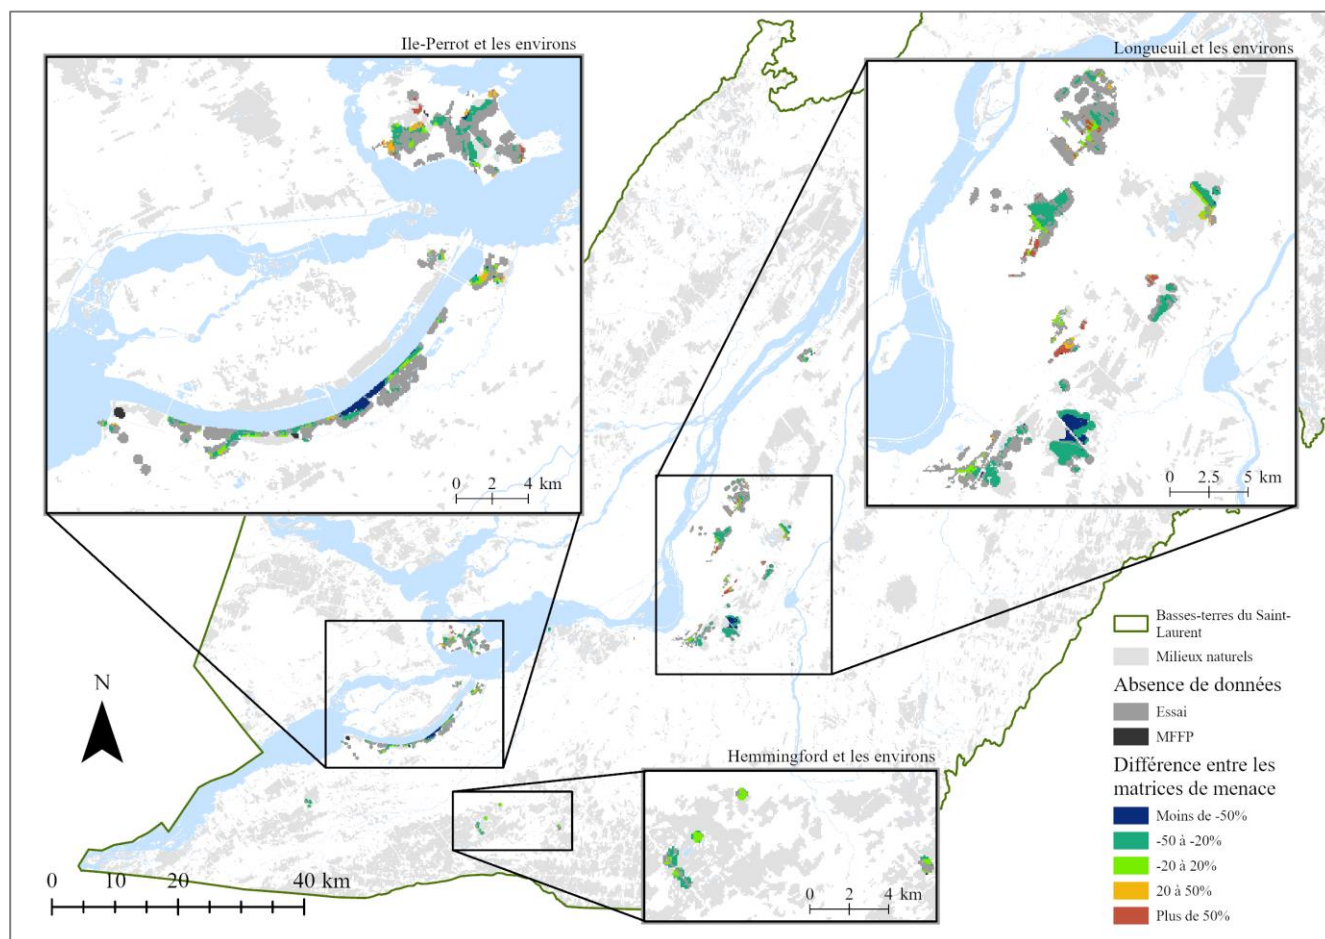 Ile-Perrot et les environs
Longueuil et les environs
0 2 4 km
0 2.5 5 km
N
Hemmingford et les environs
0 2 4 km
0 10 20 40 km
Basses-terres du Saint-
Laurent
Milieux naturels
Absence de données
Essai
MFFP
Différence entre les
matrices de menace
Moins de -50%
-50 à -20%
-20 à 20%
20 à 50%
Plus de 50%